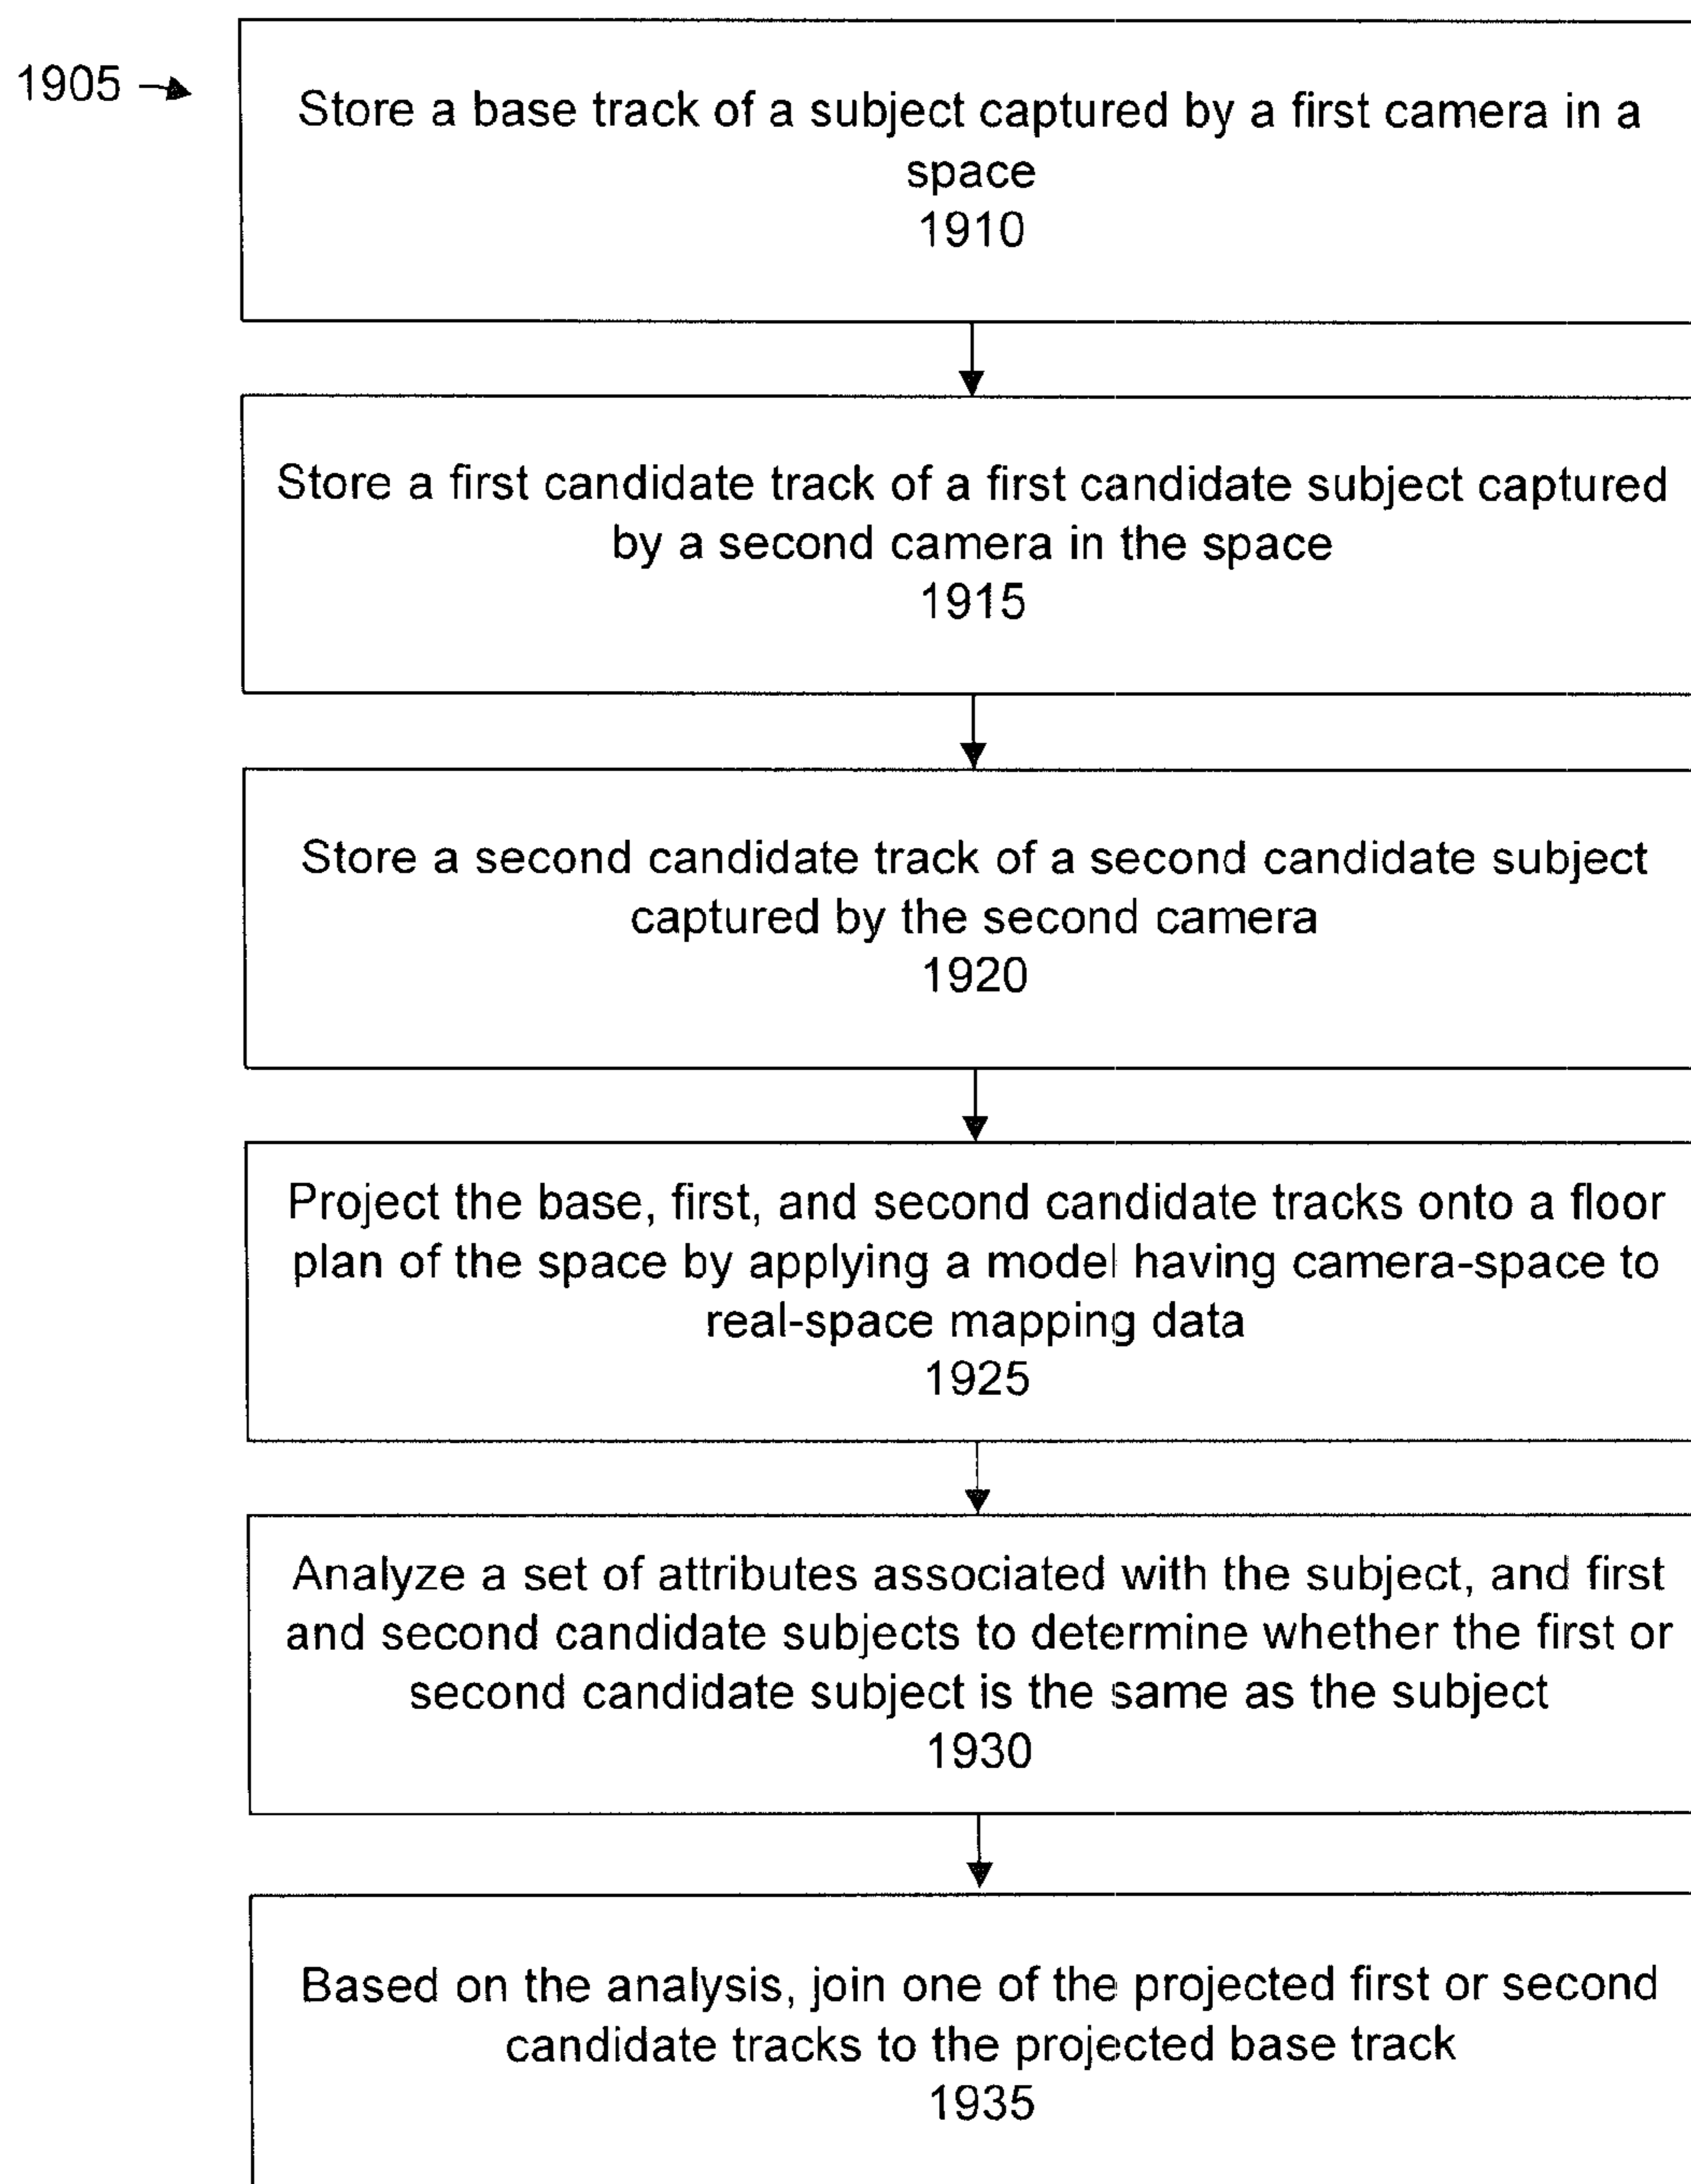 1905
Store a base track of a subject captured by a first camera in a
space
1910
Store a first candidate track of a first candidate subject captured
by a second camera in the space
1915
Store a second candidate track of a second candidate subject
captured by the second camera
1920
Project the base, first, and second candidate tracks onto a floor
plan of the space by applying a model having camera-space to
real-space mapping data
1925
Analyze a set of attributes associated with the subject, and first
and second candidate subjects to determine whether the first or
second candidate subject is the same as the subject
1930
Based on the analysis, join one of the projected first or second
candidate tracks to the projected base track
1935